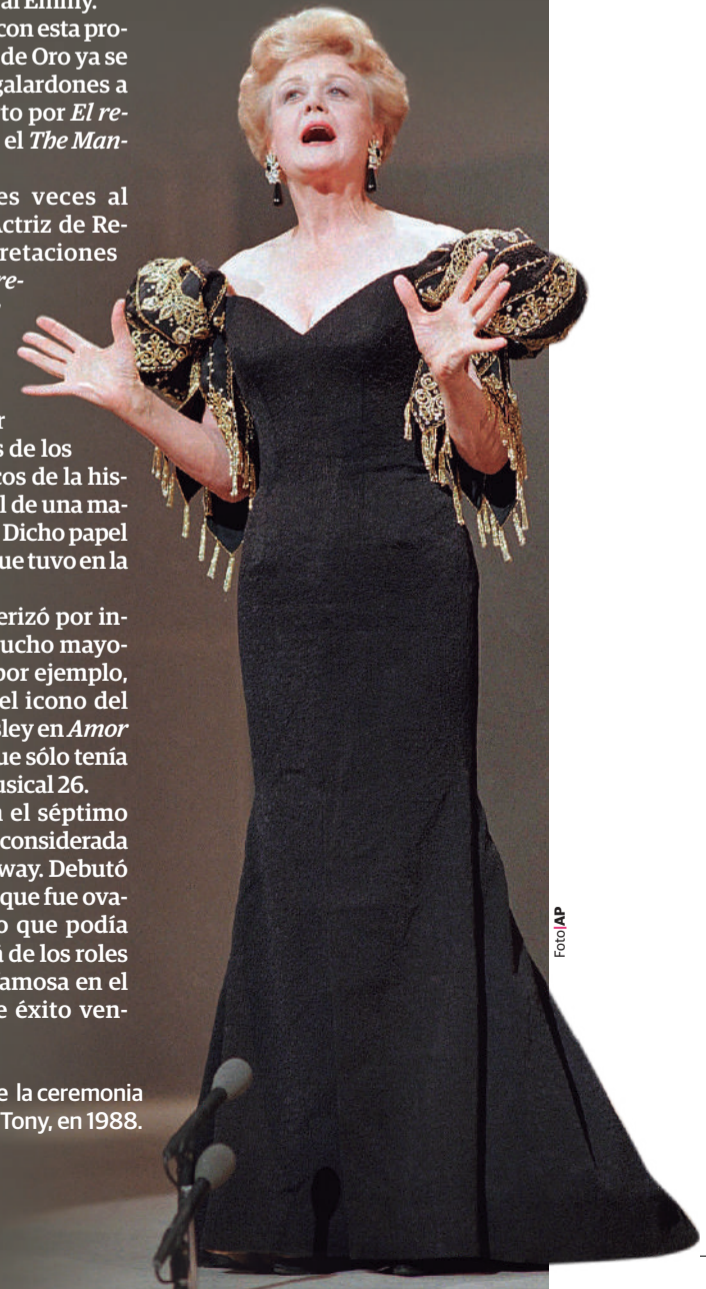 al Emmy.
con esta pro-
de Oro ya se
galardones a
to por El re-
el The Man-
es veces al
Actriz de Re-
retaciones
re-
r
s de los
cos de la his-
l de una ma-
Dicho papel
ue tuvo en la
erizó por in-
ucho mayo-
por ejemplo,
el icono del
sley en Amor
ue sólo tenía
usical 26.
n el séptimo
considerada
way. Debutó
que fue ova-
o que podía
á de los roles
amosa en el
e éxito ven-
e la ceremonia
Tony, en 1988.
Foto|AP